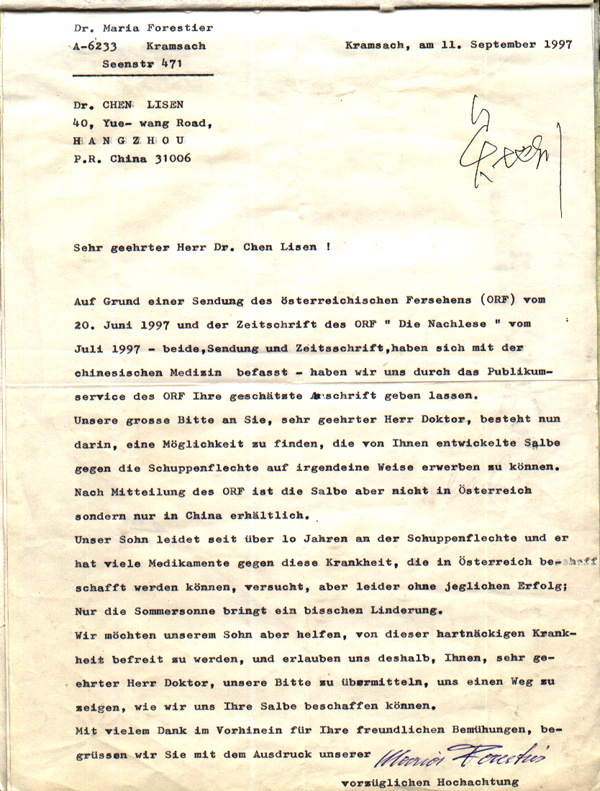 Dr. Maria Forestier
A-6233 Kramsach
Kramsach, am 11. September 1997
Seenstr 471
Dr. CHEN LISEN
40, Yue- wang Road,
HANGZHOU
P.R. China 31006
Sehr geehrter Herr Dr. Chen Lisen !
Auf Grund einer Sendung des österreichischen Fersehens (ORF) vom
20. Juni 1997 und der Zeitschrift des ORF " Die Nachlese " vom
Juli 1997 - beide,Sendung und Zeitsschrift,haben sich mit der
chinesischen Medizin befasst - haben wir uns durch das Publikum-
service des ORF Ihre geschätzte Anschrift geben lassen.
Unsere grosse Bitte an Sie, sehr geehrter Herr Doktor, besteht nun
darin, eine Möglichkeit zu finden, die von Ihnen entwickelte Salbe
gegen die Schuppenflechte auf irgendeine Weise erwerben zu können.
Nach Mitteilung des ORF ist die Salbe aber nicht in Österreich
sondern nur in China erhältlich.
Unser Sohn leidet seit über lo Jahren an der Schuppenflechte und er
hat viele Medikamente gegen diese Krankheit, die in Österreich be-
schafft werden können, versucht, aber leider ohne jeglichen Erfolg;
Nur die Sommersonne bringt ein bisschen Linderung.
Wir möchten unserem Sohn aber helfen, von dieser hartnäckigen Krank-
heit befreit zu werden, und erlauben uns deshalb, Ihnen, sehr ge-
ehrter Herr Doktor, unsere Bitte zu übermitteln, uns einen Weg zu
zeigen, wie wir uns Ihre Salbe beschaffen können.
Mit vielem Dank im Vorhinein für Ihre freundlichen Bemühungen, be-
grüssen wir Sie mit dem Ausdruck unserer
Maria Forestier
vorzüglichen Hochachtung